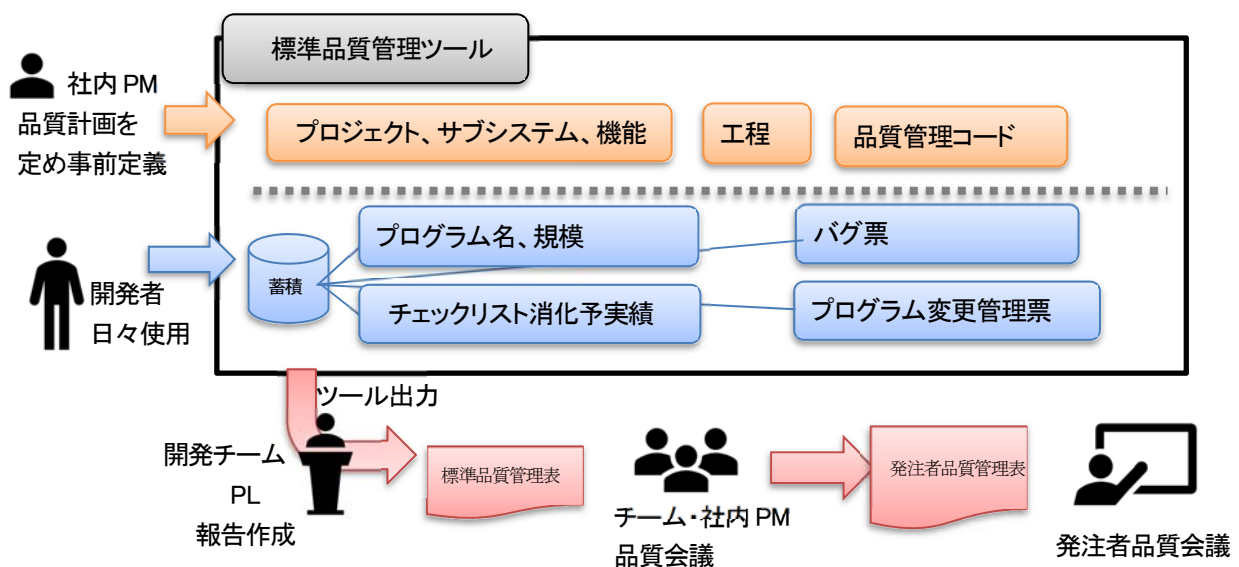 標準品質管理ツール
社内 PM
品質計画を
定め事前定義
プロジェクト、サブシステム、機能
工程
品質管理コード
開発者
日々使用
蓄積
プログラム名、規模
バグ票
チェックリスト消化予実績
プログラム変更管理票
ツール出力
開発チーム
PL
報告作成
標準品質管理表
チーム・社内 PM
品質会議
発注者品質管理表
発注者品質会議